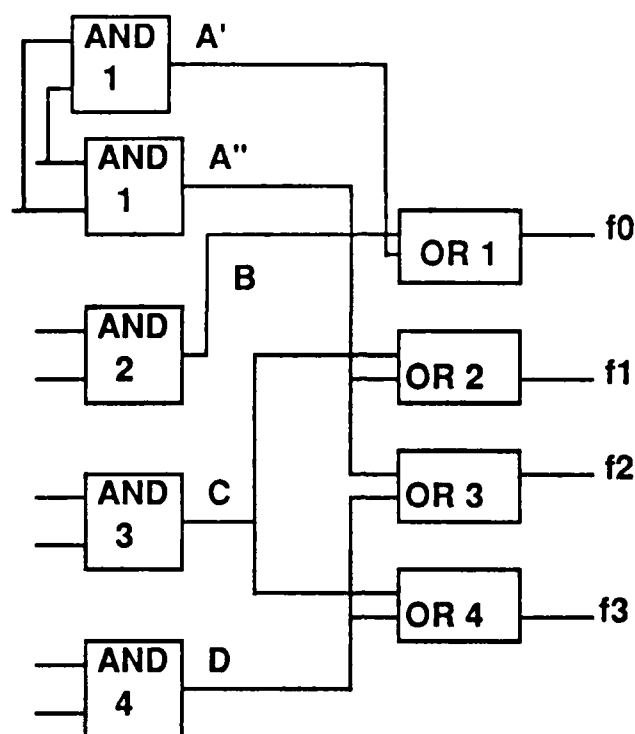 AND
1
A'
AND
1
A"
OR 1
f0
B
AND
2
OR 2
f1
OR 3
f2
AND
3
C
OR 4
f3
AND
4
D